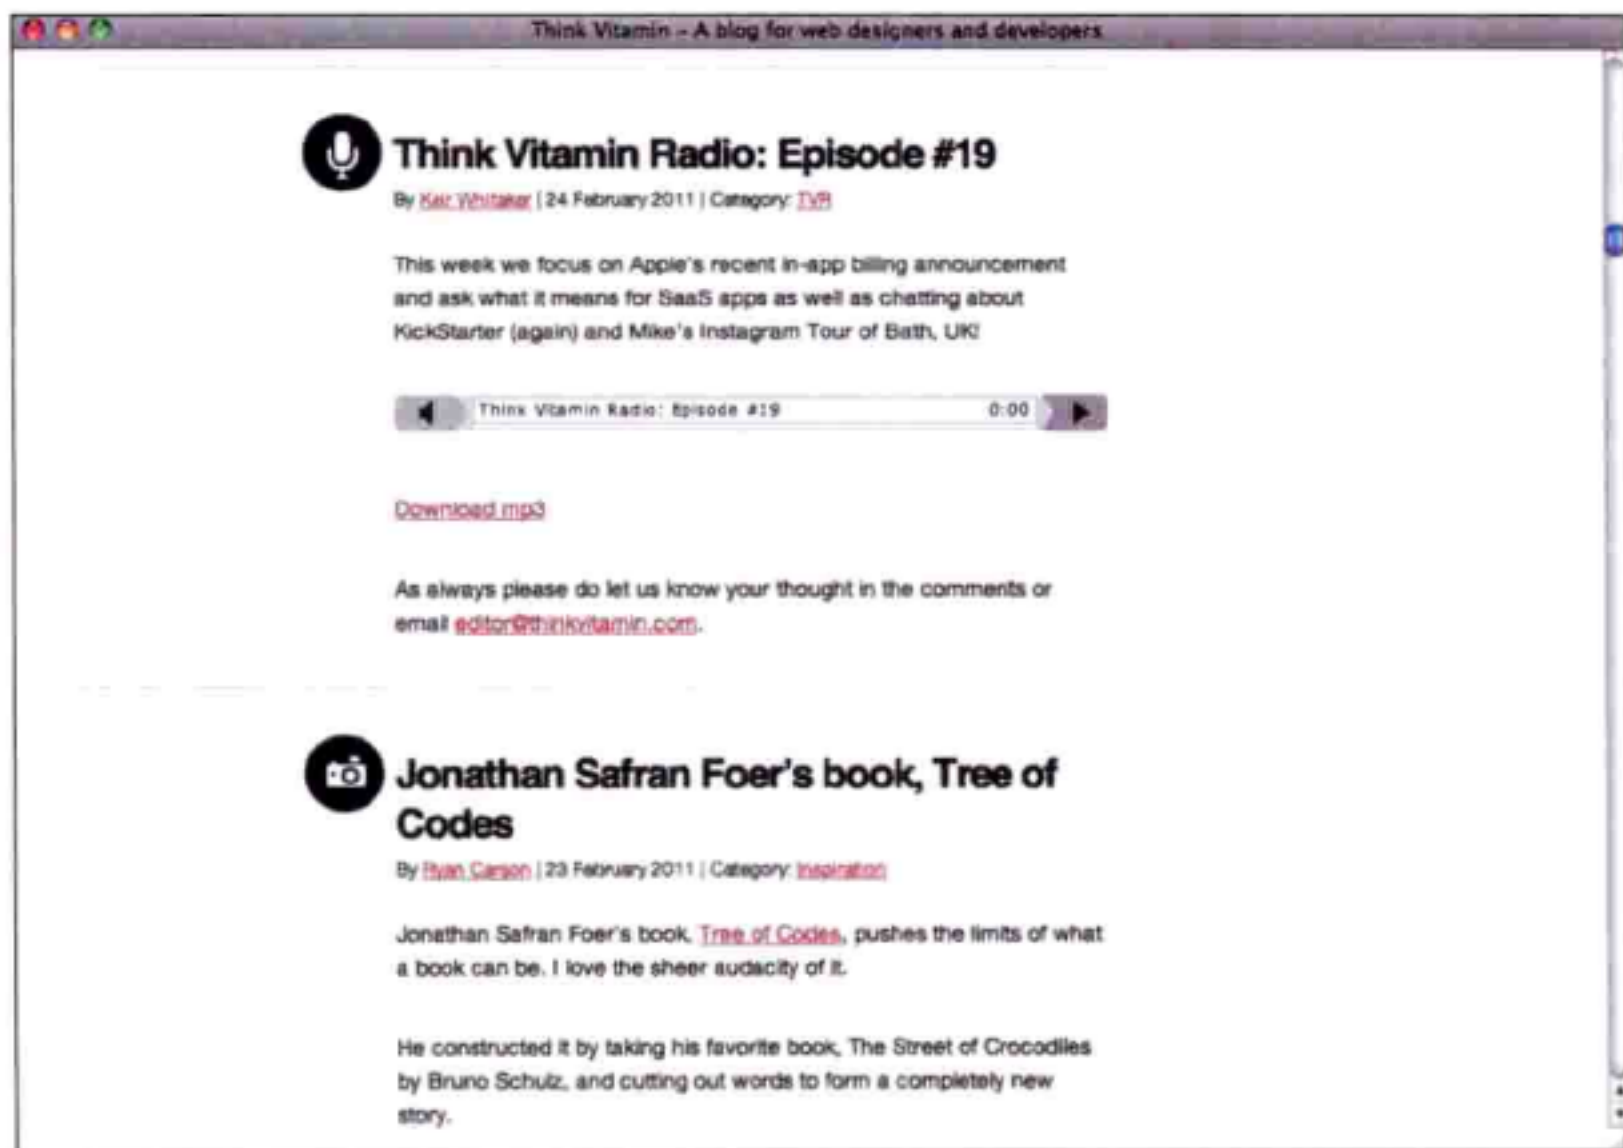 Think Vitamin – A blog for web designers and developers
Think Vitamin Radio: Episode #19
By Keir Whitaker | 24 February 2011 | Category: TVR
This week we focus on Apple's recent in-app billing announcement
and ask what it means for SaaS apps as well as chatting about
KickStarter (again) and Mike's Instagram Tour of Bath, UK!
Think Vitamin Radio: Episode #19 0:00
Download mp3
As always please do let us know your thought in the comments or
email editor@thinkvitamin.com.
Jonathan Safran Foer's book, Tree of
Codes
By Ryan Carson | 23 February 2011 | Category: Inspiration
Jonathan Safran Foer's book, Tree of Codes, pushes the limits of what
a book can be. I love the sheer audacity of it.
He constructed it by taking his favorite book, The Street of Crocodiles
by Bruno Schulz, and cutting out words to form a completely new
story.